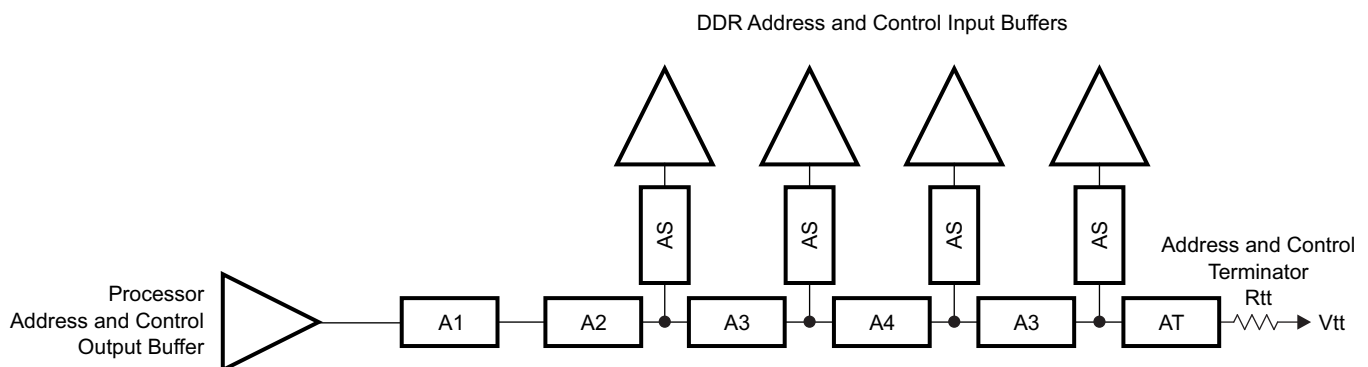 DDR Address and Control Input Buffers
AS
AS
AS
AS
Processor
Address and Control
Output Buffer
A1
A2
A3
A4
A3
AT
Address and Control
Terminator
Rtt
Vtt